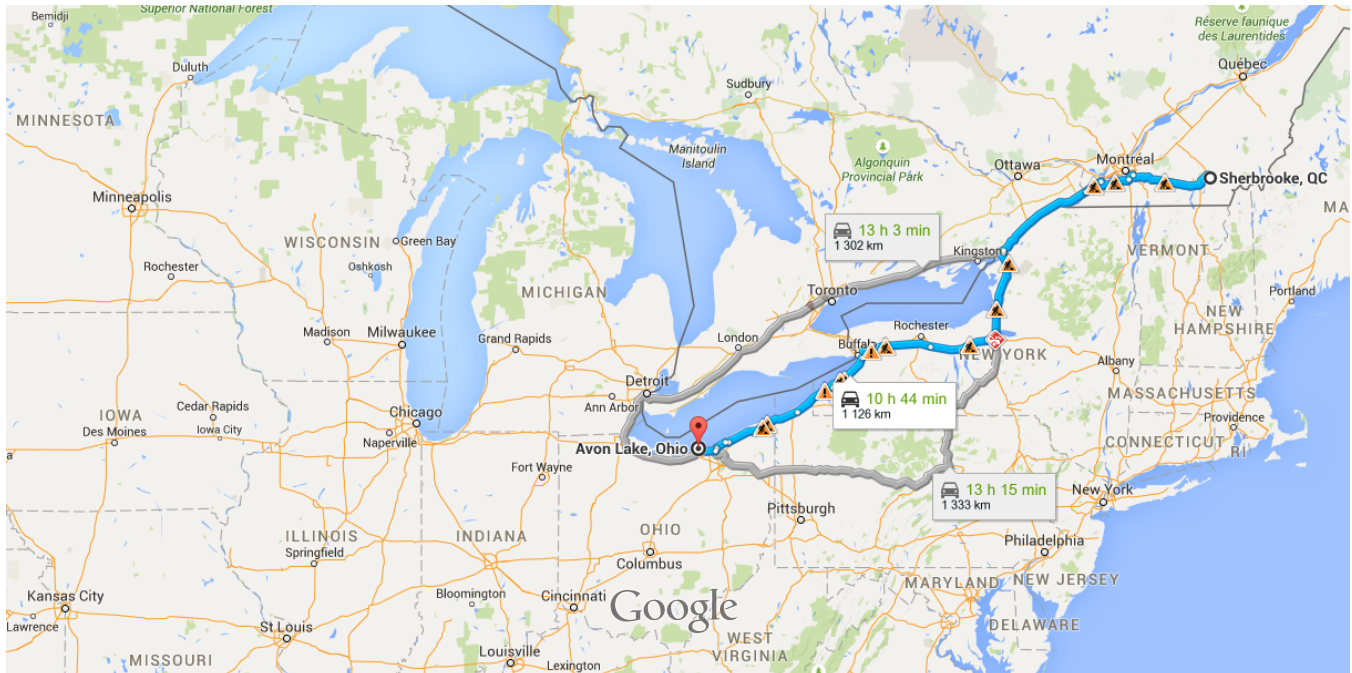 Superior National Forest
Bemidji
Réserve faunique
des Laurentides
Duluth
Québec
Sudbury
MINNESOTA
Manitoulin
Island
Algonquin
Provincial Park
Ottawa
Montréal
Sherbrooke, QC
Minneapolis
MA
13 h 3 min
1 302 km
WISCONSIN
Green Bay
Kingston
VERMONT
Rochester
Oshkosh
MICHIGAN
Toronto
Portland
NEW
HAMPSHIRE
Madison
Milwaukee
Grand Rapids
London
Rochester
Buffalo
NEW YORK
Albany
Detroit
Ann Arbor
MASSACHUSETTS
10 h 44 min
1 126 km
IOWA
Cedar Rapids
Iowa City
Des Moines
Chicago
Naperville
Providence
CONNECTICUT
RI
Avon Lake, Ohio
a
Fort Wayne
13 h 15 min
1 333 km
New York
Pittsburgh
ILLINOIS
INDIANA
OHIO
Philadelphia
Springfield
Columbus
MARYLAND
NEW JERSEY
Kansas City
Bloomington
Cincinnati
Google
Lawrence
St Louis
DELAWARE
WEST
VIRGINIA
MISSOURI
Louisville
Lexington